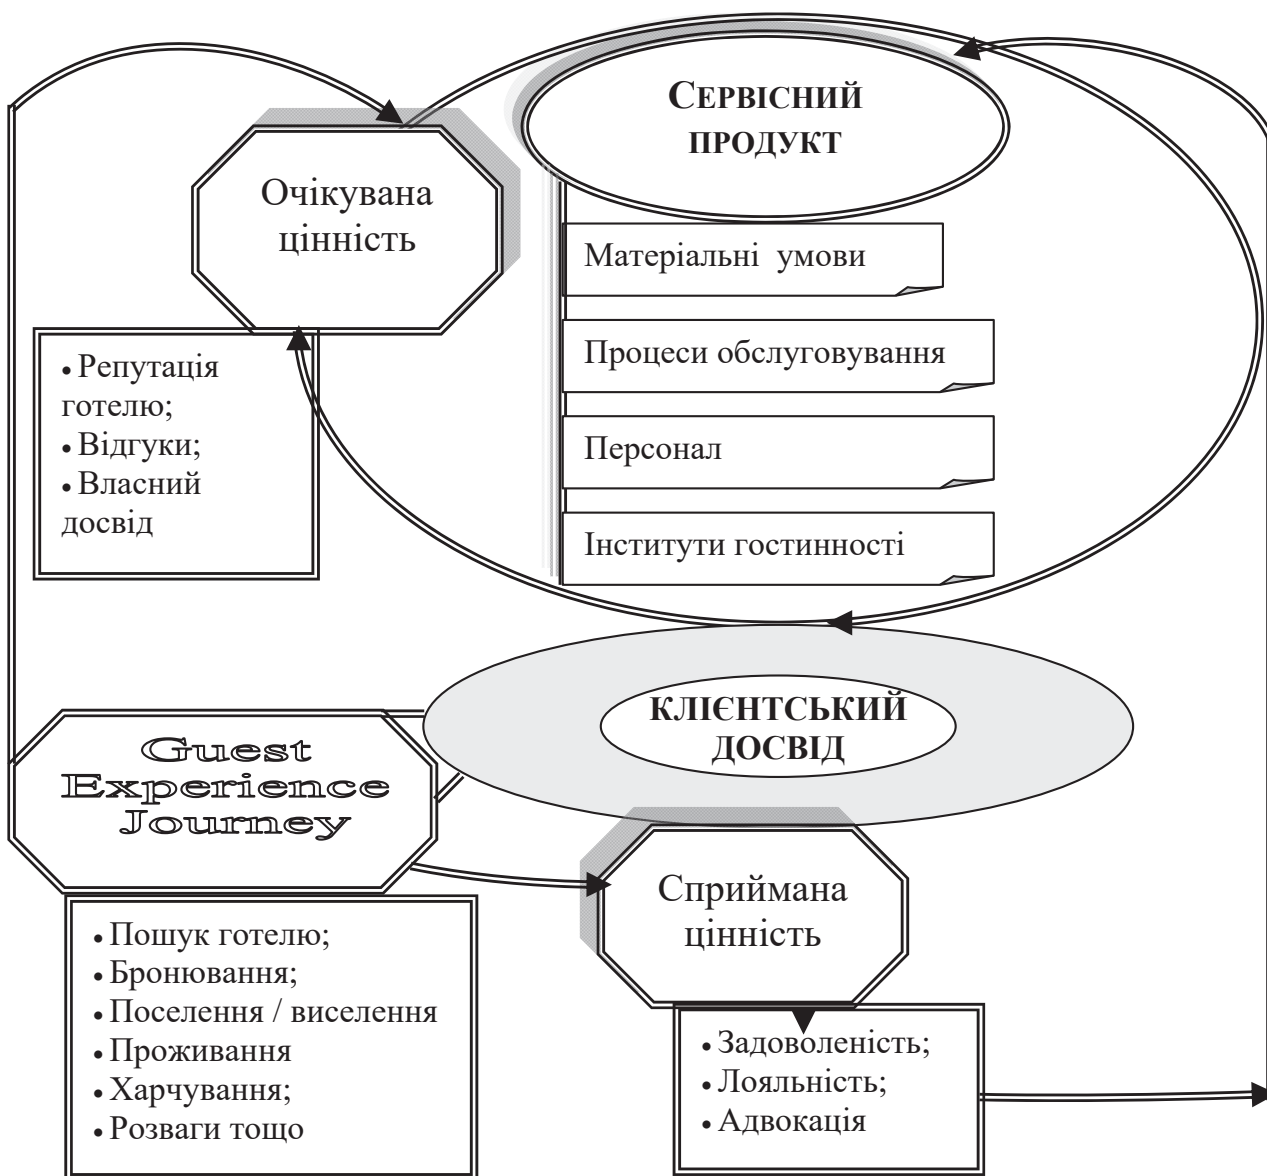 СЕРВІСНИЙ
ПРОДУКТ
Очікувана
цінність
Матеріальні умови
Процеси обслуговування
Персонал
Інститути гостинності
• Репутація
готелю;
• Відгуки;
• Власний
досвід
КЛІЄНТСЬКИЙ
ДОСВІД
Guest
Experience
Journey
Сприймана
цінність
• Пошук готелю;
• Бронювання;
• Поселення / виселення
• Проживання
• Харчування;
• Розваги тощо
• Задоволеність;
• Лояльність;
• Адвокація